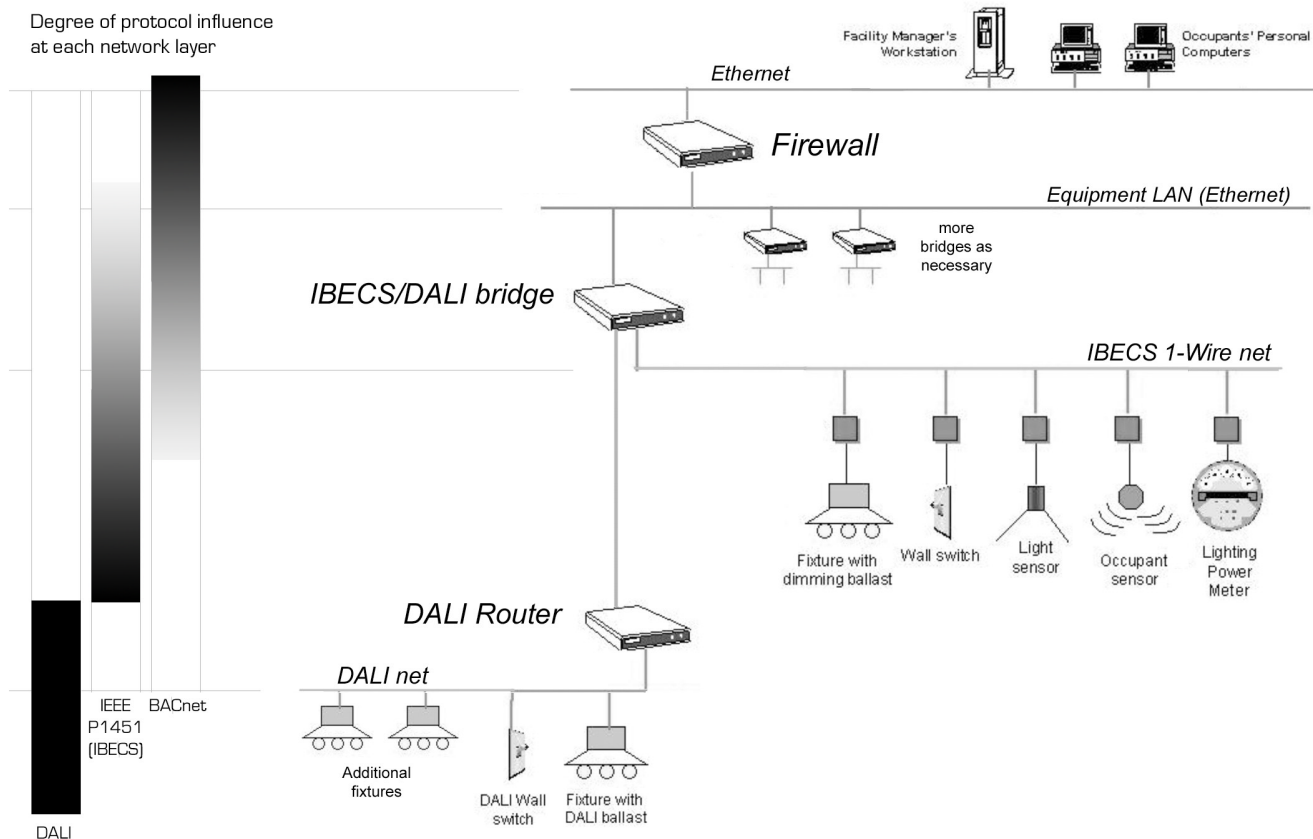 Degree of protocol influence
at each network layer
Facility Manager's
Workstation
Occupants' Personal
Computers
Ethernet
Firewall
Equipment LAN (Ethernet)
more
bridges as
necessary
IBECS/DALI bridge
IBECS 1-Wire net
Fixture with
dimming ballast
Wall switch
Light
sensor
Occupant
sensor
Lighting
Power
Meter
DALI Router
DALI net
IEEE
P1451
(IBECS)
BACnet
Additional
fixtures
DALI Wall
switch
Fixture with
DALI ballast
DALI